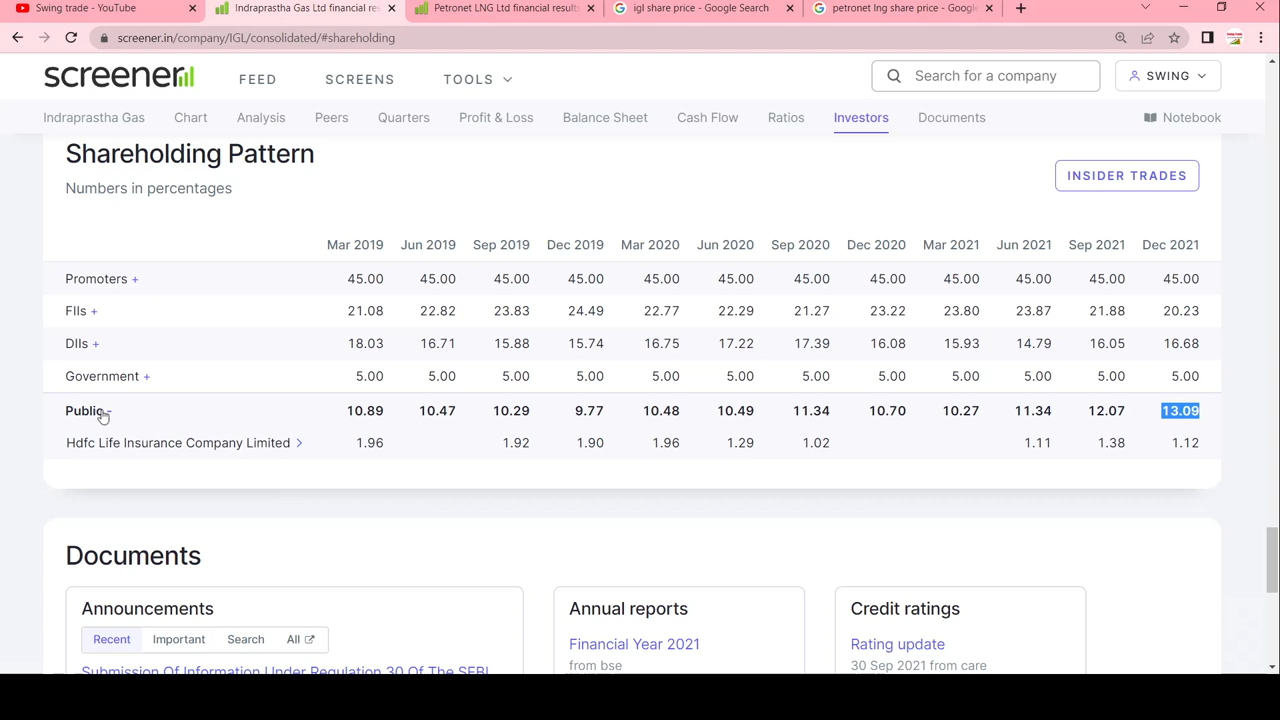 Swing trade - YouTube
Indraprastha Gas Ltd financial res
Petronet LNG Ltd financial results
igl share price - Google Search
petronet lng share price - Google
screener.in/company/IGL/consolidated/#shareholding
screener FEED SCREENS TOOLS Search for a company SWING
Indraprastha Gas Chart Analysis Peers Quarters Profit & Loss Balance Sheet Cash Flow Ratios Investors Documents Notebook
Shareholding Pattern
Numbers in percentages
INSIDER TRADES
Mar 2019 Jun 2019 Sep 2019 Dec 2019 Mar 2020 Jun 2020 Sep 2020 Dec 2020 Mar 2021 Jun 2021 Sep 2021 Dec 2021
Promoters + 45.00 45.00 45.00 45.00 45.00 45.00 45.00 45.00 45.00 45.00 45.00 45.00
FIIs + 21.08 22.82 23.83 24.49 22.77 22.29 21.27 23.22 23.80 23.87 21.88 20.23
DIIs + 18.03 16.71 15.88 15.74 16.75 17.22 17.39 16.08 15.93 14.79 16.05 16.68
Government + 5.00 5.00 5.00 5.00 5.00 5.00 5.00 5.00 5.00 5.00 5.00 5.00
Public - 10.89 10.47 10.29 9.77 10.48 10.49 11.34 10.70 10.27 11.34 12.07 13.09
Hdfc Life Insurance Company Limited > 1.96 1.92 1.90 1.96 1.29 1.02 1.11 1.38 1.12
Documents
Announcements
Recent Important Search All
Submission Of Information Under Regulation 30 Of The SEBI
Annual reports
Financial Year 2021
from bse
Credit ratings
Rating update
30 Sep 2021 from care